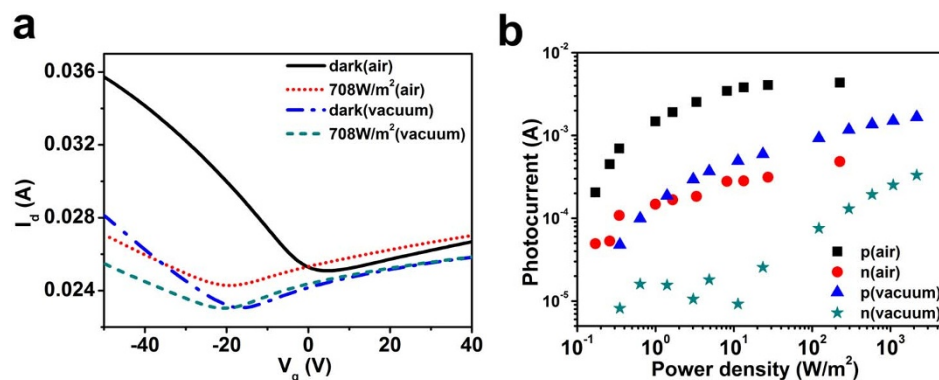 a
0.036
0.032
0.028
0.024
I_d (A)
-40 -20 0 20 40
V_g (V)
dark(air)
708W/m²(air)
dark(vacuum)
708W/m²(vacuum)
b
10⁻²
10⁻³
10⁻⁴
10⁻⁵
Photocurrent (A)
10⁻¹ 10⁰ 10¹ 10² 10³
Power density (W/m²)
p(air)
n(air)
p(vacuum)
n(vacuum)